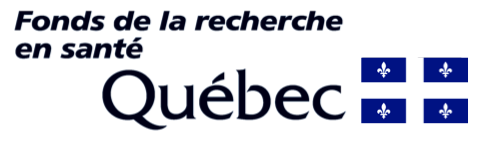 Fonds de la recherche
en santé
Québec